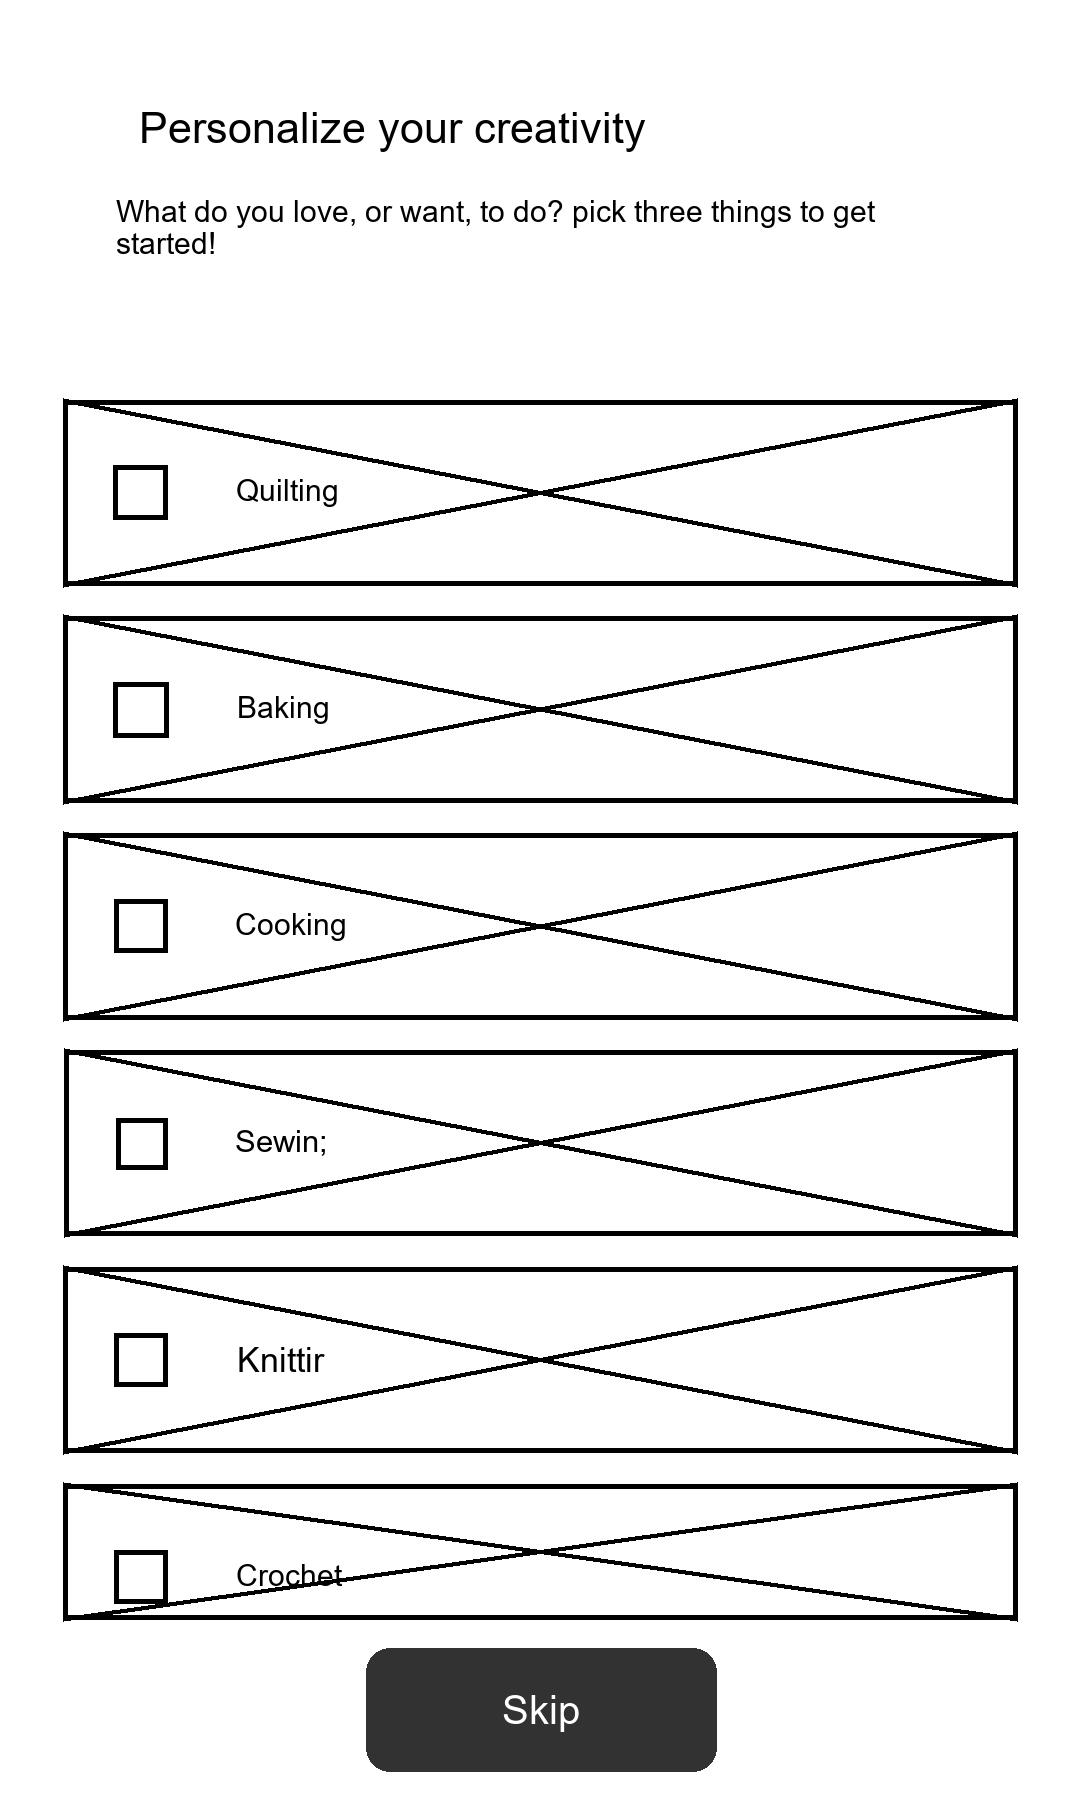 Personalize your creativity
What do you love, or want, to do? pick three things to get
started!
Quilting
Baking
Cooking
Sewin;
Knittir
Crochet
Skip